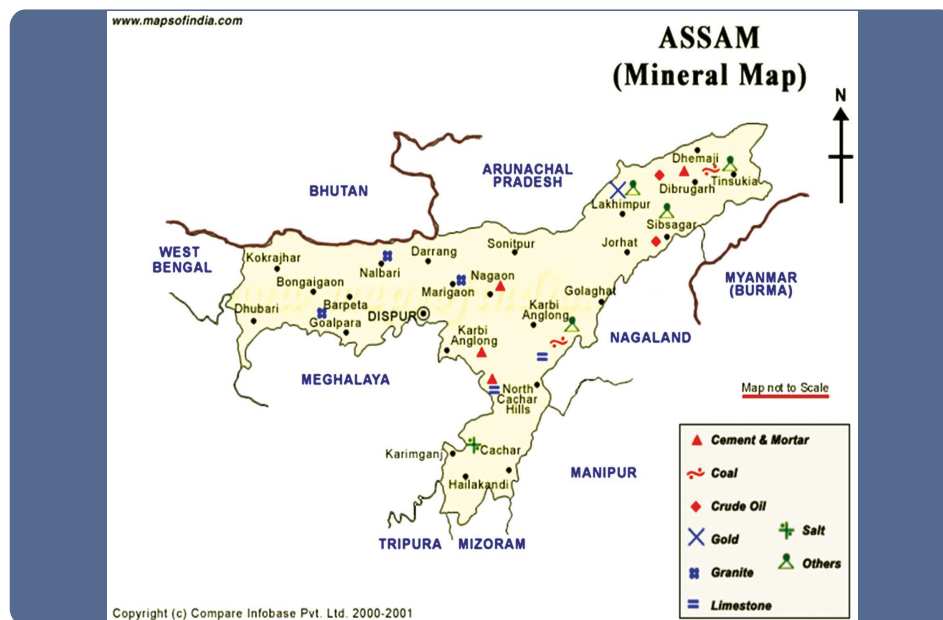 www.mapsofindia.com
ASSAM
(Mineral Map)
N
ARUNACHAL
PRADESH
BHUTAN
WEST
BENGAL
Dhemaji
Tinsukia
Dibrugarh
Lakhimpur
Sibsagar
Jorhat
Sonitpur
Darrang
Kokrajhar
Nalbari
Nagaon
Bongaigaon
Marigaon
Golaghat
MYANMAR
(BURMA)
Barpeta
Dhubari
DISPUR
Goalpara
Karbi
Anglong
Karbi
Anglong
NAGALAND
MEGHALAYA
North
Cachar
Hills
Map not to Scale
Karimganj
Cachar
Hailakandi
MANIPUR
TRIPURA
MIZORAM
Cement & Mortar
Coal
Crude Oil
Gold
Salt
Others
Granite
Limestone
Copyright (c) Compare Infobase Pvt. Ltd. 2000-2001